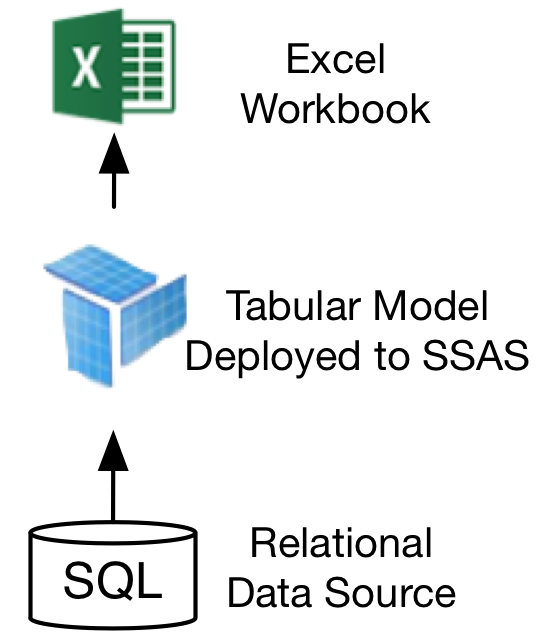 X
Excel
Workbook
Tabular Model
Deployed to SSAS
SQL
Relational
Data Source